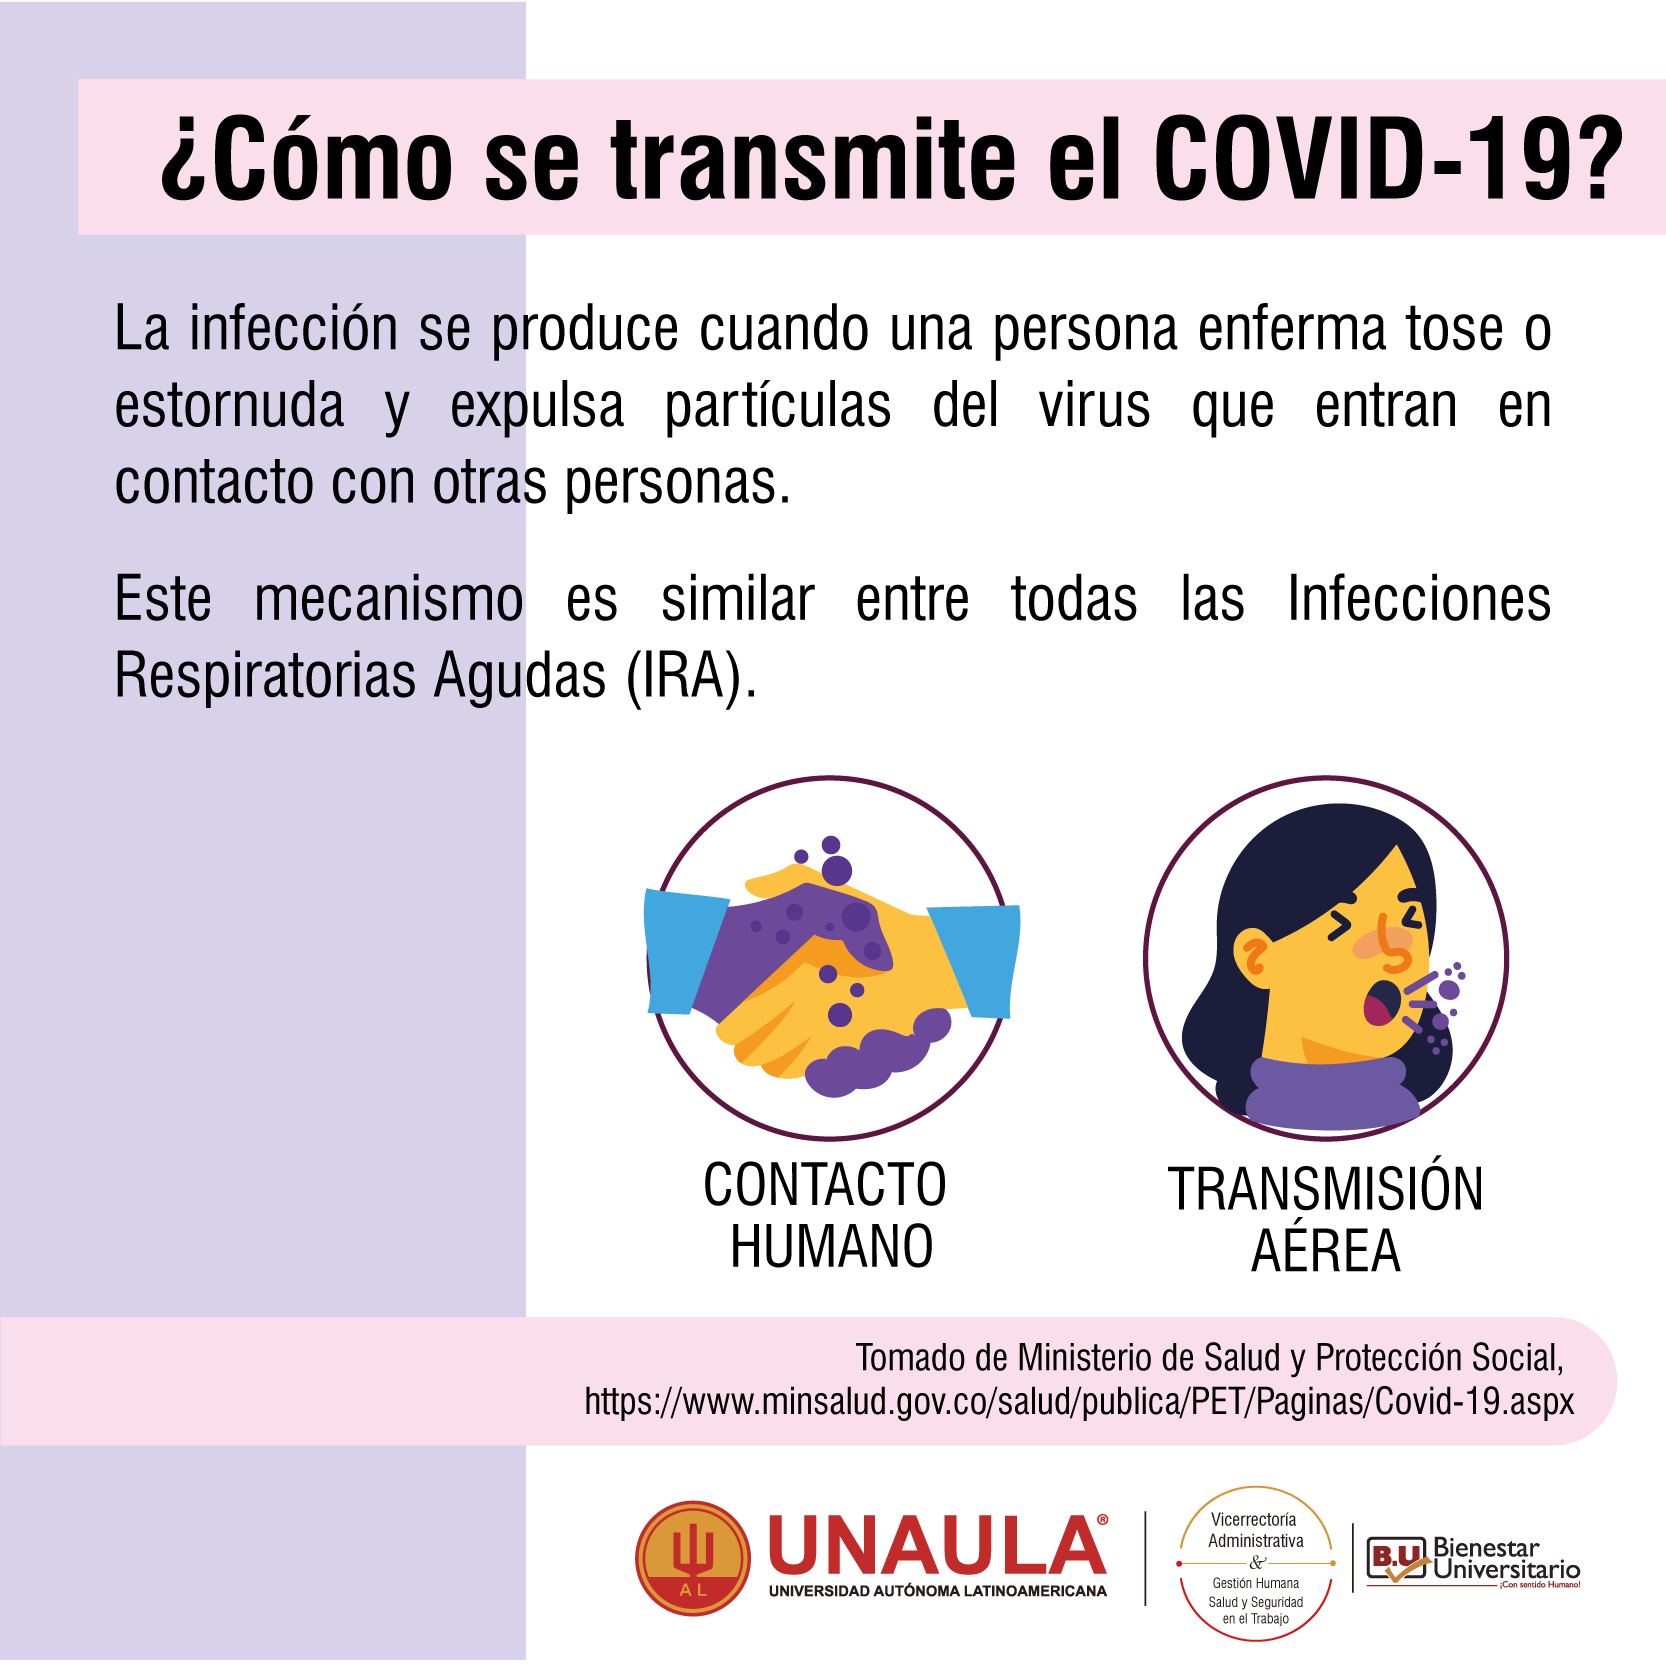 ¿Cómo se transmite el COVID-19?
La infección se produce cuando una persona enferma tose o
estornuda y expulsa partículas del virus que entran en
contacto con otras personas.
Este mecanismo es similar entre todas las Infecciones
Respiratorias Agudas (IRA).
CONTACTO
HUMANO
TRANSMISIÓN
AÉREA
Tomado de Ministerio de Salud y Protección Social,
https://www.minsalud.gov.co/salud/publica/PET/Paginas/Covid-19.aspx
AL
UNAULA®
UNIVERSIDAD AUTÓNOMA LATINOAMERICANA
Vicerrectoría
Administrativa
&
Gestión Humana
Salud y Seguridad
en el Trabajo
B.U
Bienestar
Universitario
¡Con sentido Humano!